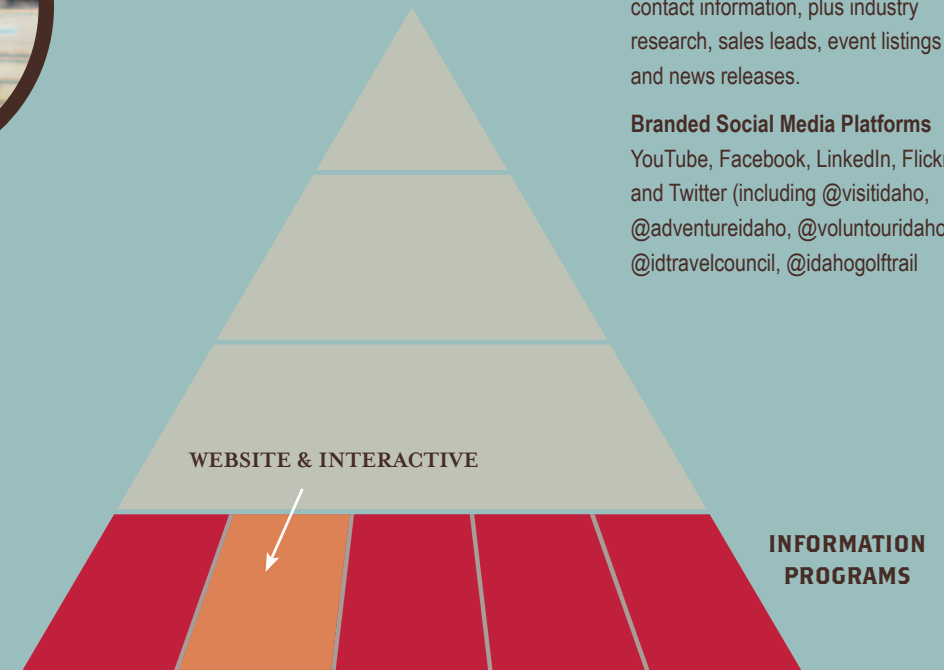 contact information, plus industry
research, sales leads, event listings
and news releases.
Branded Social Media Platforms
YouTube, Facebook, LinkedIn, Flickr
and Twitter (including @visitidaho,
@adventureidaho, @voluntouridaho
@idtravelcouncil, @idahogolftrail
WEBSITE & INTERACTIVE
INFORMATION
PROGRAMS